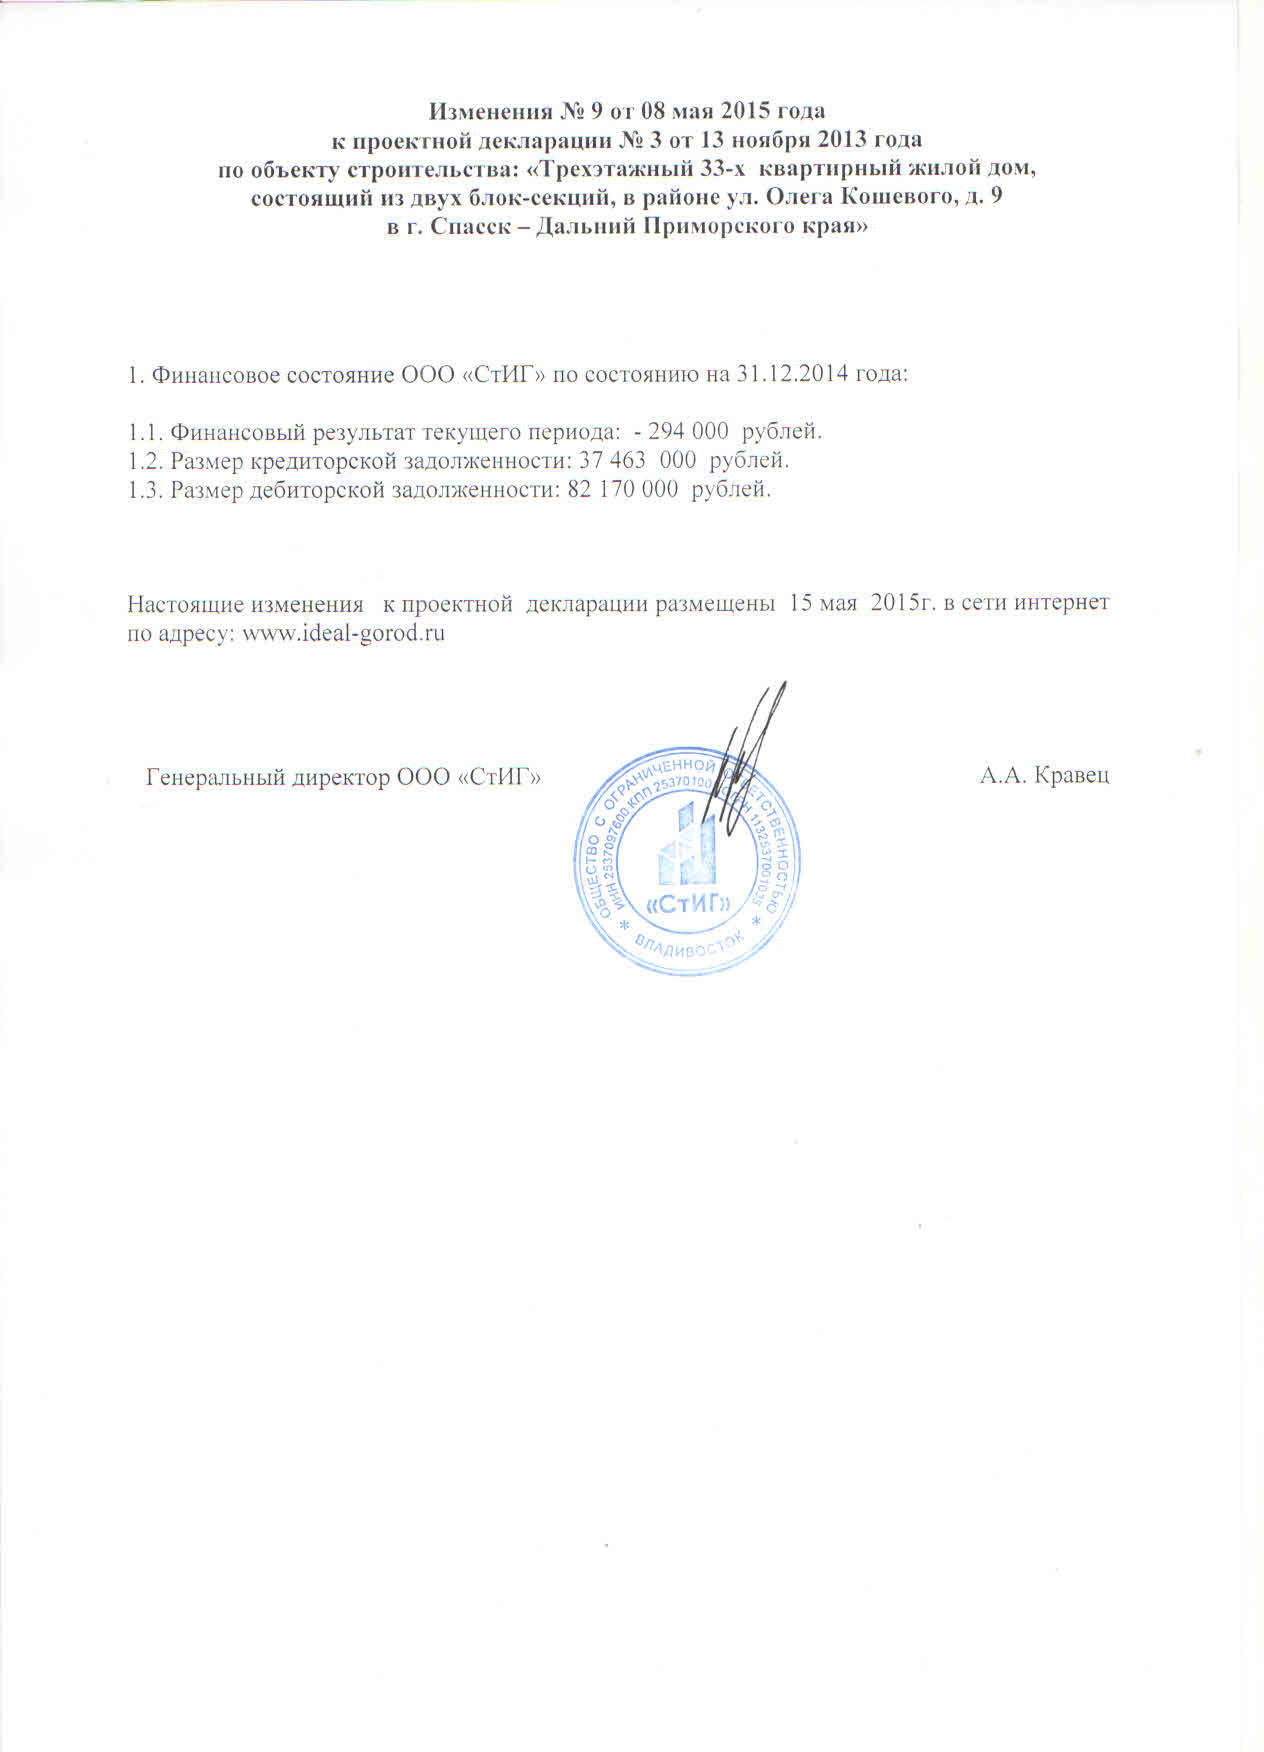 Изменения № 9 от 08 мая 2015 года
к проектной декларации № 3 от 13 ноября 2013 года
по объекту строительства: «Трехэтажный 33-х квартирный жилой дом,
состоящий из двух блок-секций, в районе ул. Олега Кошевого, д. 9
в г. Спасск – Дальний Приморского края»
1. Финансовое состояние ООО «СтИГ» по состоянию на 31.12.2014 года:
1.1. Финансовый результат текущего периода: - 294 000 рублей.
1.2. Размер кредиторской задолженности: 37 463 000 рублей.
1.3. Размер дебиторской задолженности: 82 170 000 рублей.
Настоящие изменения к проектной декларации размещены 15 мая 2015г. в сети интернет
по адресу: www.ideal-gorod.ru
Генеральный директор ООО «СтИГ» А.А. Кравец
ОБЩЕСТВО С ОГРАНИЧЕННОЙ ОТВЕТСТВЕННОСТЬЮ
ИНН 2537097600 КПП ОГРН 1132537001035
«СтИГ»
* ВЛАДИВОСТОК *